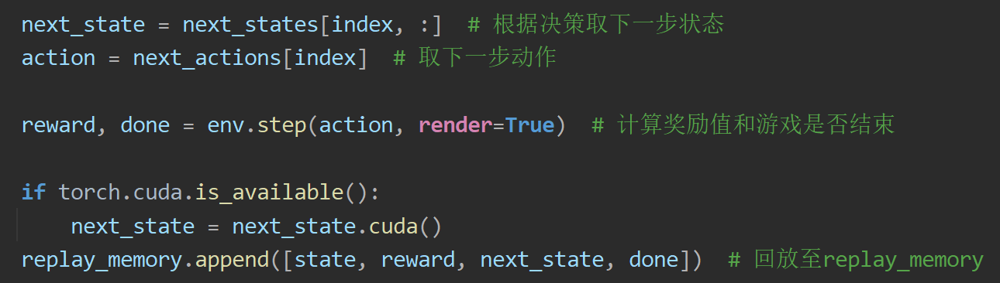 next_state = next_states[index, :]  # 根据决策取下一步状态
action = next_actions[index]  # 取下一步动作
reward, done = env.step(action, render=True)  # 计算奖励值和游戏是否结束
if torch.cuda.is_available():
    next_state = next_state.cuda()
replay_memory.append([state, reward, next_state, done])  # 回放至replay_memory